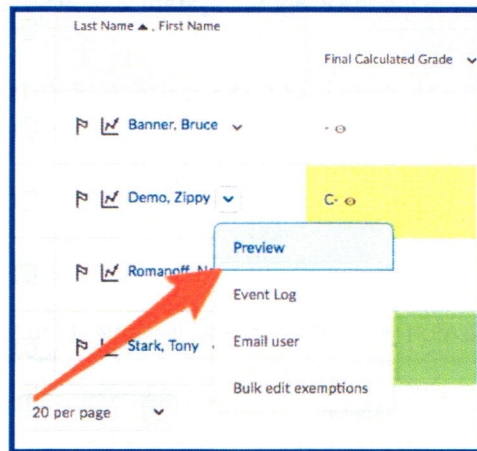 Last Name ▲ , First Name
Final Calculated Grade
Banner, Bruce
-
Demo, Zippy
C-
Preview
Romanoff, N
Event Log
Stark, Tony
Email user
Bulk edit exemptions
20 per page